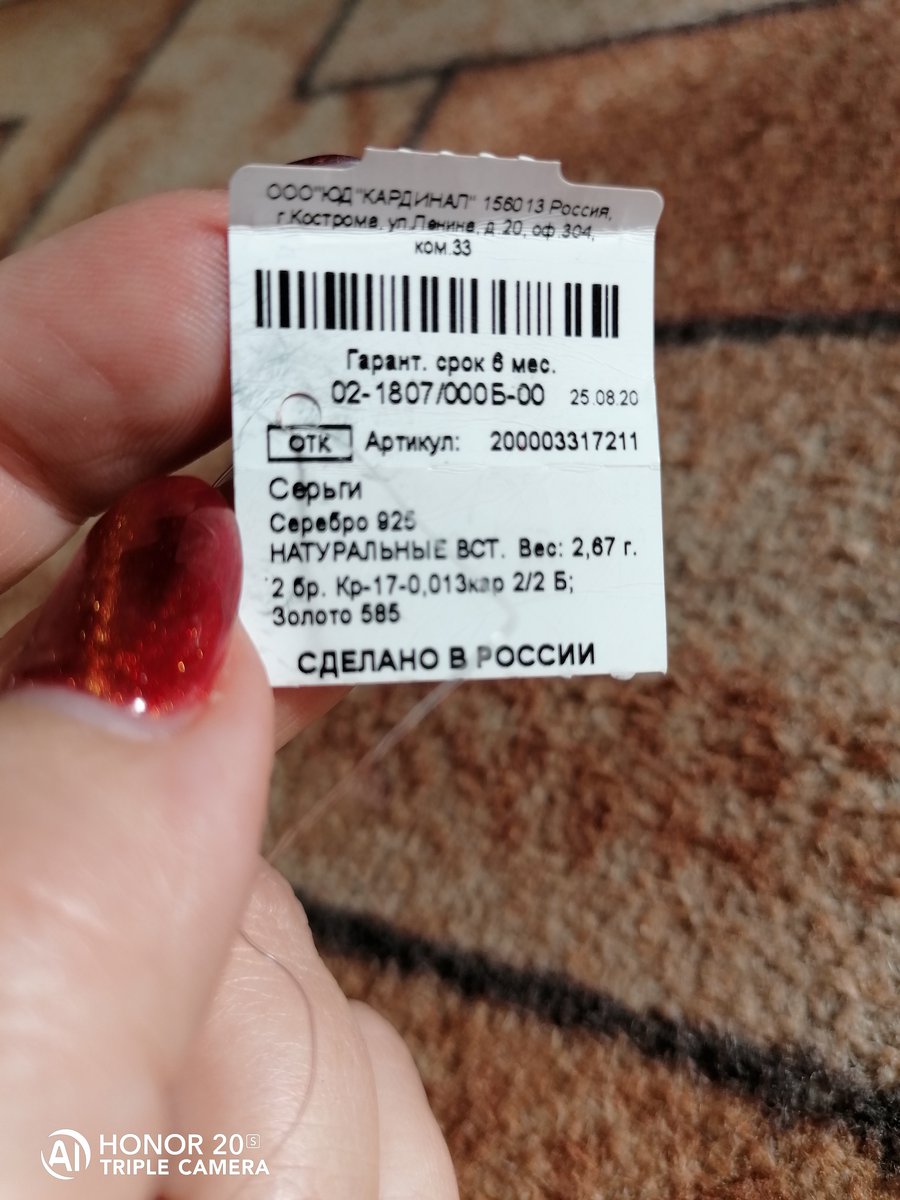 ООО"ЮД "КАРДИНАЛ" 156013 Россия,
г.Кострома, ул.Ленина, д.20, оф.304,
ком.33
Гарант. срок 6 мес.
02-1807/000Б-00 25.08.20
ОТК Артикул: 200003317211
Серьги
Серебро 925
НАТУРАЛЬНЫЕ ВСТ. Вес: 2,67 г.
2 бр. Кр-17-0,013кар 2/2 Б;
Золото 585
СДЕЛАНО В РОССИИ
HONOR 20S
AI TRIPLE CAMERA